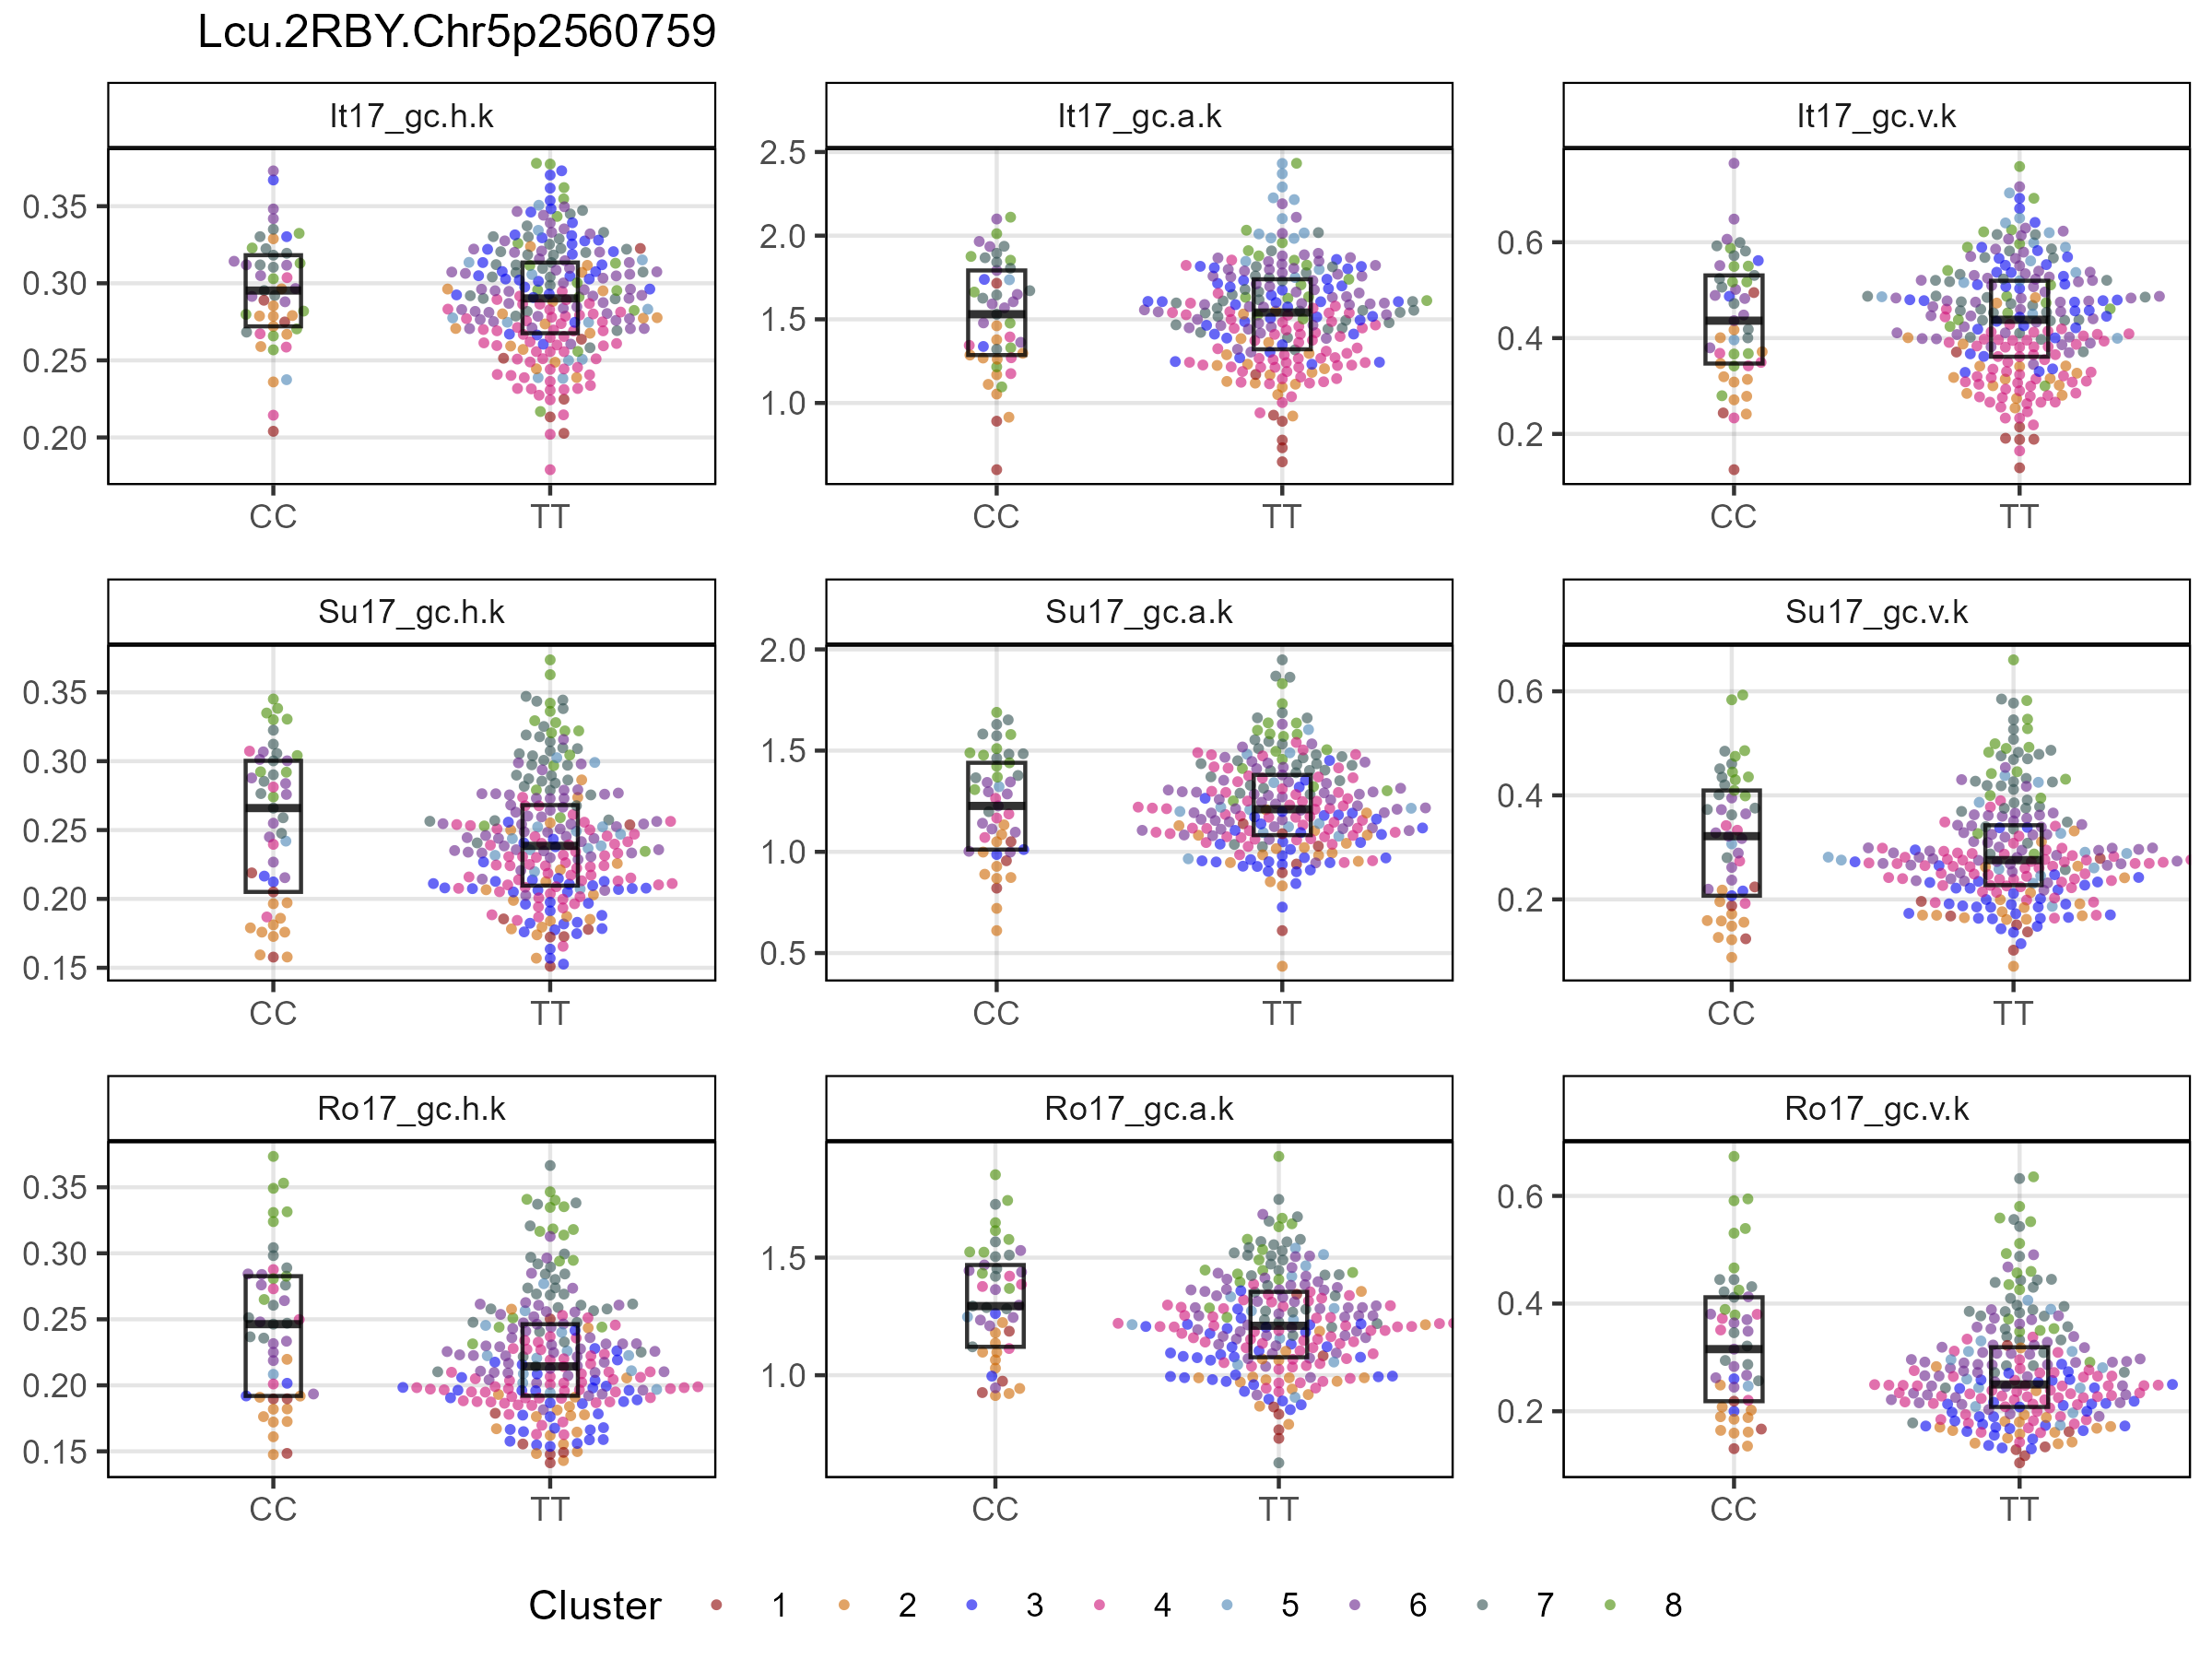 Lcu.2RBY.Chr5p2560759
It17_gc.h.k
It17_gc.a.k
It17_gc.v.k
0.35
0.30
0.25
0.20
2.5
2.0
1.5
1.0
0.6
0.4
0.2
CC TT
CC TT
CC TT
Su17_gc.h.k
Su17_gc.a.k
Su17_gc.v.k
0.35
0.30
0.25
0.20
0.15
2.0
1.5
1.0
0.5
0.6
0.4
0.2
CC TT
CC TT
CC TT
Ro17_gc.h.k
Ro17_gc.a.k
Ro17_gc.v.k
0.35
0.30
0.25
0.20
0.15
1.5
1.0
0.6
0.4
0.2
CC TT
CC TT
CC TT
Cluster 1 2 3 4 5 6 7 8